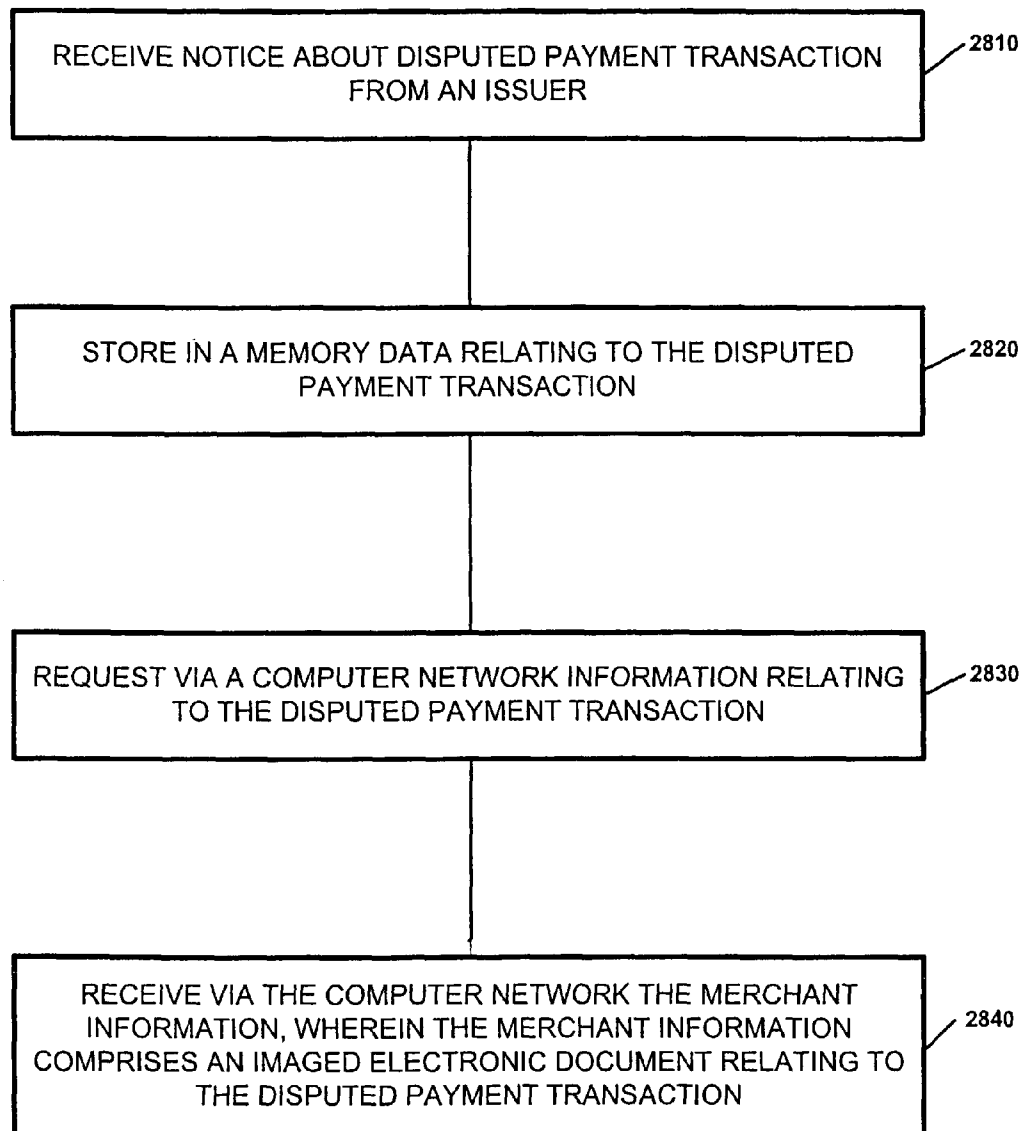 RECEIVE NOTICE ABOUT DISPUTED PAYMENT TRANSACTION
FROM AN ISSUER
2810
STORE IN A MEMORY DATA RELATING TO THE DISPUTED
PAYMENT TRANSACTION
2820
REQUEST VIA A COMPUTER NETWORK INFORMATION RELATING
TO THE DISPUTED PAYMENT TRANSACTION
2830
RECEIVE VIA THE COMPUTER NETWORK THE MERCHANT
INFORMATION, WHEREIN THE MERCHANT INFORMATION
COMPRISES AN IMAGED ELECTRONIC DOCUMENT RELATING TO
THE DISPUTED PAYMENT TRANSACTION
2840